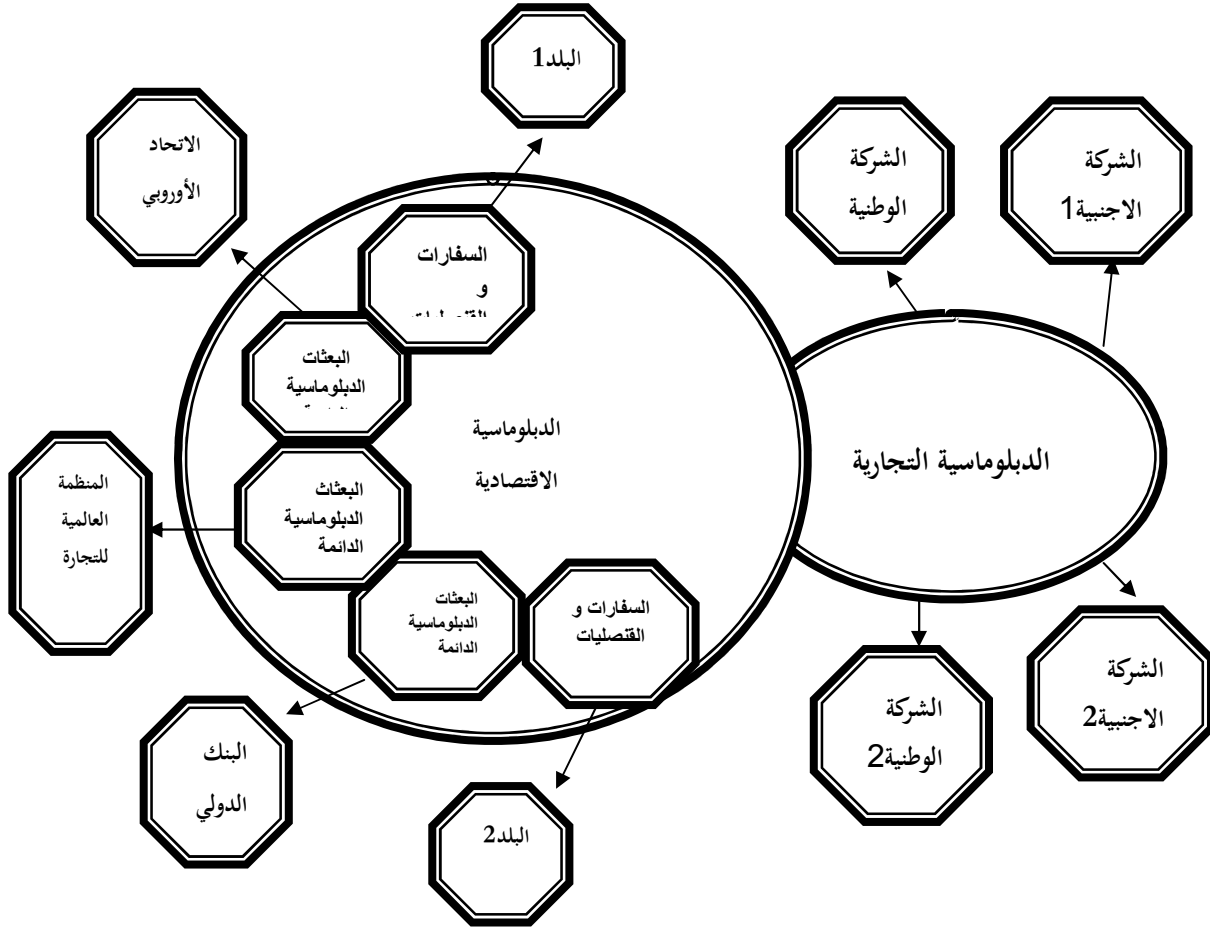 البلد1
الاتحاد
الأوروبي
الشركة
الوطنية
الشركة
الاجنبية1
السفارات
و
البعثات
الدبلوماسية
الدبلوماسية
الاقتصادية
الدبلوماسية التجارية
المنظمة
العالمية
للتجارة
البعثاث
الدبلوماسية
الدائمة
البعثات
الدبلوماسية
الدائمة
السفارات و
القنصليات
الشركة
الوطنية2
الشركة
الاجنبية2
البنك
الدولي
البلد2